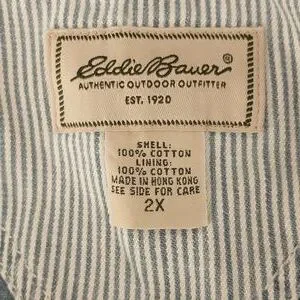 Eddie Bauer®
AUTHENTIC OUTDOOR OUTFITTER
EST. 1920
SHELL:
100% COTTON
LINING:
100% COTTON
MADE IN HONG KONG
SEE SIDE FOR CARE
2X